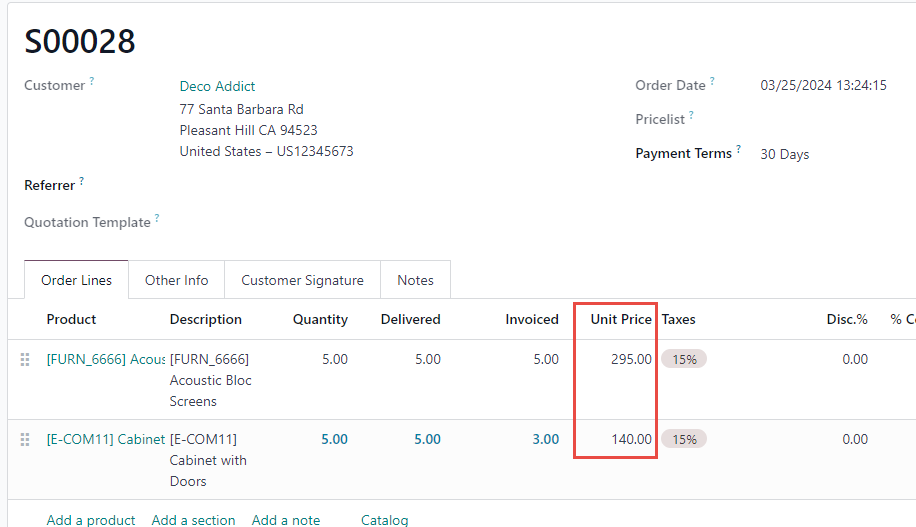 S00028
Customer ? Deco Addict Order Date ? 03/25/2024 13:24:15
77 Santa Barbara Rd
Pleasant Hill CA 94523 Pricelist ?
United States – US12345673 Payment Terms ? 30 Days
Referrer ?
Quotation Template ?
Order Lines Other Info Customer Signature Notes
Product Description Quantity Delivered Invoiced Unit Price Taxes Disc.% % C
[FURN_6666] Acous [FURN_6666] 5.00 5.00 5.00 295.00 15% 0.00
Acoustic Bloc
Screens
[E-COM11] Cabinet [E-COM11] 5.00 5.00 3.00 140.00 15% 0.00
Cabinet with
Doors
Add a product Add a section Add a note Catalog